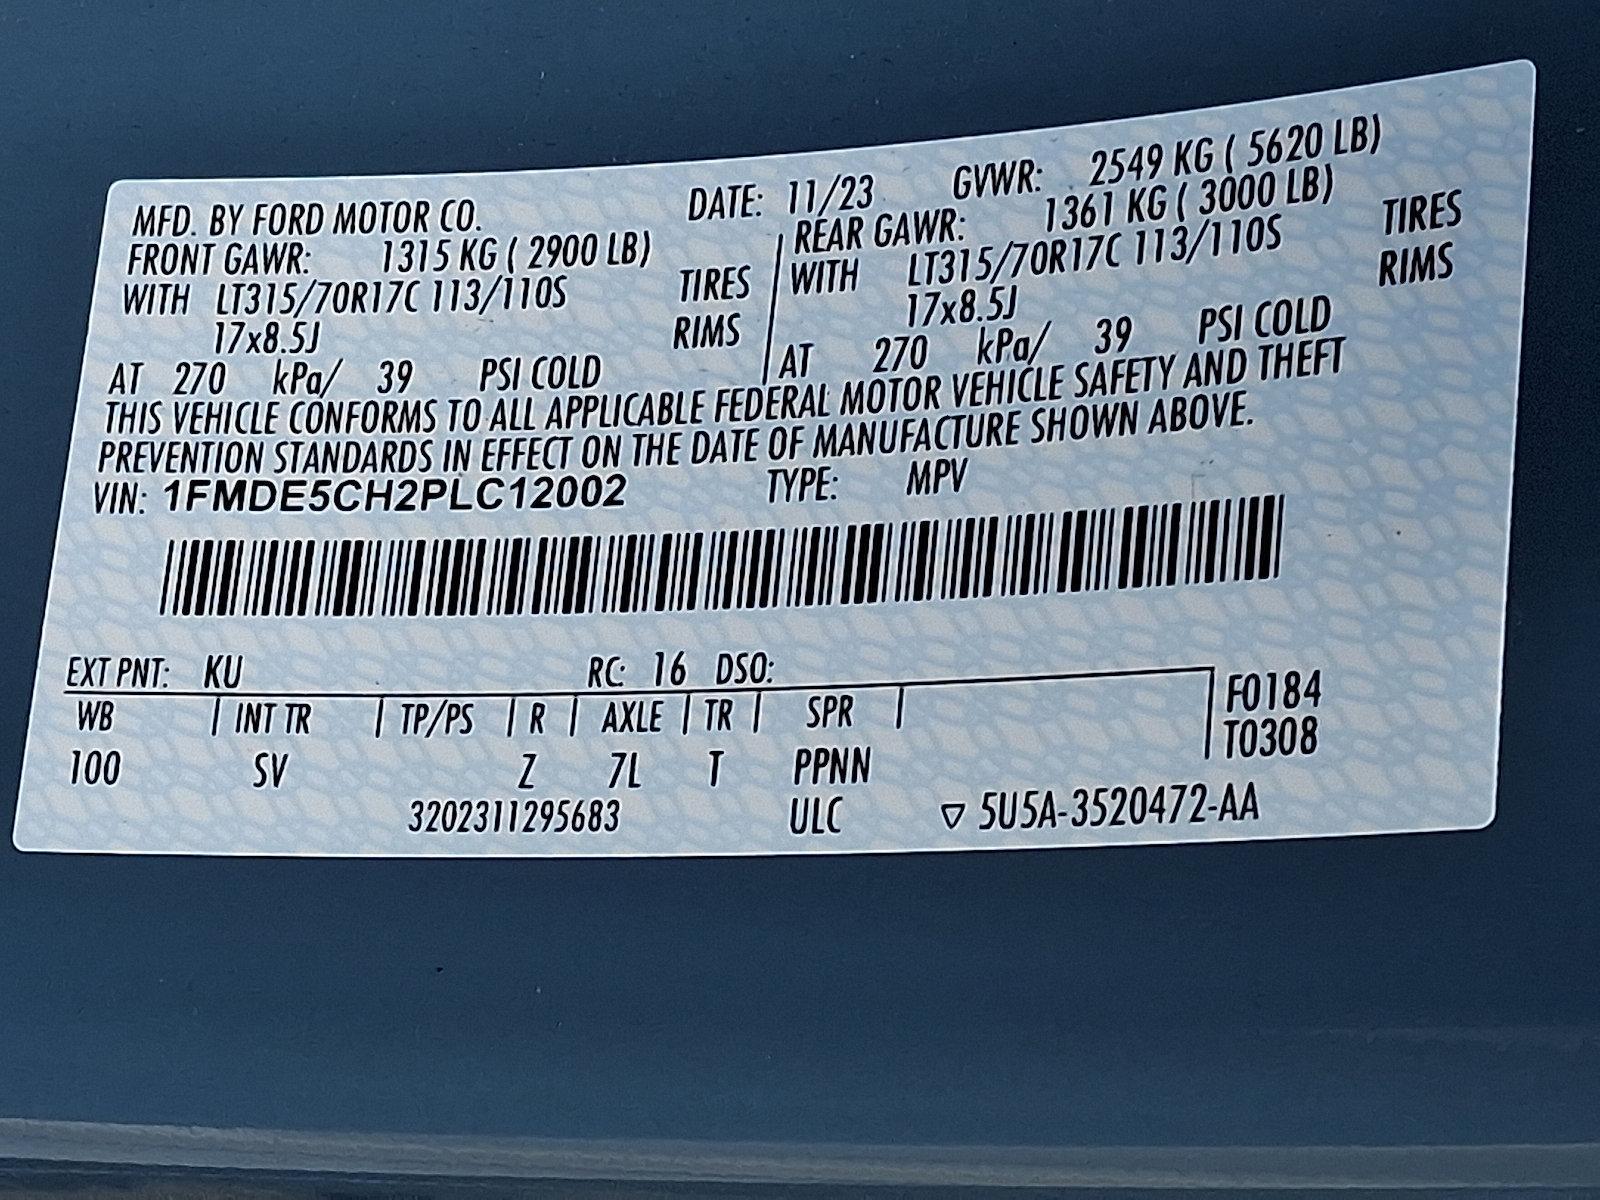 MFD. BY FORD MOTOR CO. DATE: 11/23 GVWR: 2549 KG ( 5620 LB)
FRONT GAWR: 1315 KG ( 2900 LB) REAR GAWR: 1361 KG ( 3000 LB)
WITH LT315/70R17C 113/110S TIRES WITH LT315/70R17C 113/110S TIRES
17x8.5J RIMS 17x8.5J RIMS
AT 270 kPa/ 39 PSI COLD AT 270 kPa/ 39 PSI COLD
THIS VEHICLE CONFORMS TO ALL APPLICABLE FEDERAL MOTOR VEHICLE SAFETY AND THEFT
PREVENTION STANDARDS IN EFFECT ON THE DATE OF MANUFACTURE SHOWN ABOVE.
VIN: 1FMDE5CH2PLC12002 TYPE: MPV
EXT PNT: KU RC: 16 DSO:
WB | INT TR | TP/PS | R | AXLE | TR | SPR | F0184
T0308
100 SV Z 7L T PPNN
3202311295683 ULC ▽ 5U5A-3520472-AA